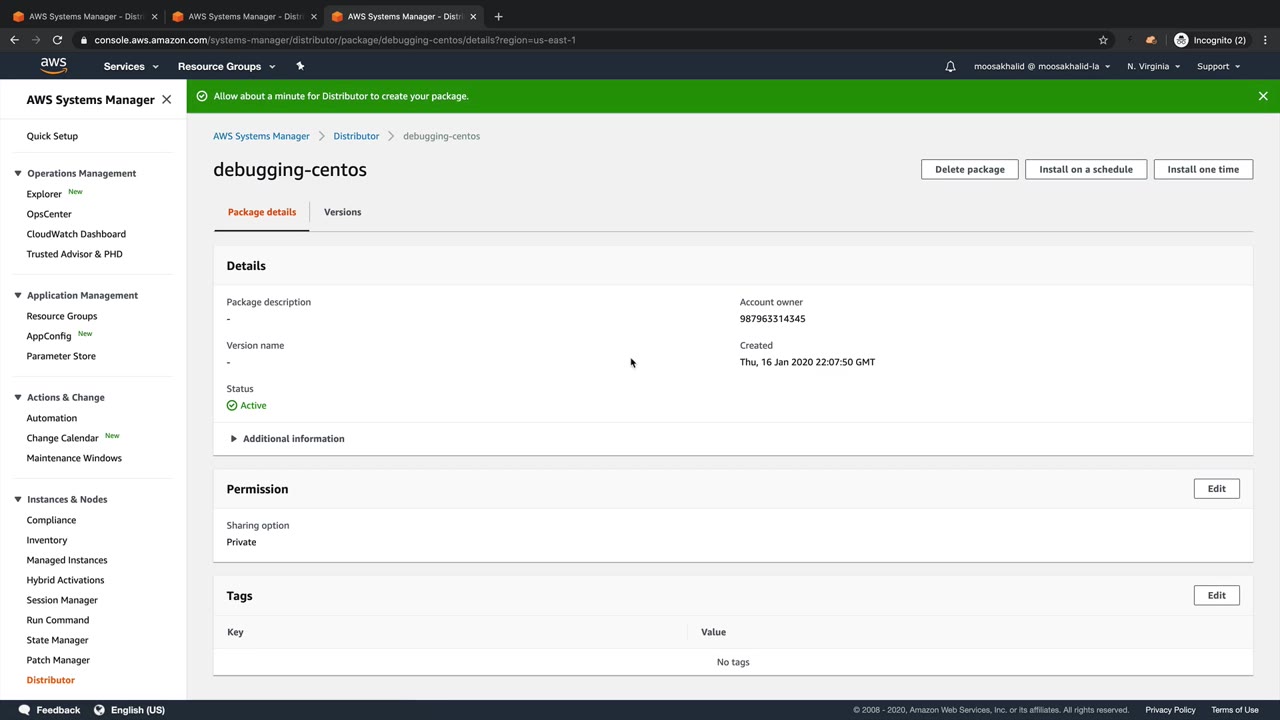 AWS Systems Manager - Distri
AWS Systems Manager - Distri
AWS Systems Manager - Distri
console.aws.amazon.com/systems-manager/distributor/package/debugging-centos/details?region=us-east-1
Incognito (2)
aws
Services
Resource Groups
moosakhalid @ moosakhalid-la
N. Virginia
Support
AWS Systems Manager
Allow about a minute for Distributor to create your package.
Quick Setup
Operations Management
Explorer New
OpsCenter
CloudWatch Dashboard
Trusted Advisor & PHD
Application Management
Resource Groups
AppConfig New
Parameter Store
Actions & Change
Automation
Change Calendar New
Maintenance Windows
Instances & Nodes
Compliance
Inventory
Managed Instances
Hybrid Activations
Session Manager
Run Command
State Manager
Patch Manager
Distributor
AWS Systems Manager
Distributor
debugging-centos
debugging-centos
Delete package
Install on a schedule
Install one time
Package details
Versions
Details
Package description
-
Account owner
987963314345
Version name
-
Created
Thu, 16 Jan 2020 22:07:50 GMT
Status
Active
Additional information
Permission
Edit
Sharing option
Private
Tags
Edit
Key
Value
No tags
Feedback
English (US)
© 2008 - 2020, Amazon Web Services, Inc. or its affiliates. All rights reserved.
Privacy Policy
Terms of Use